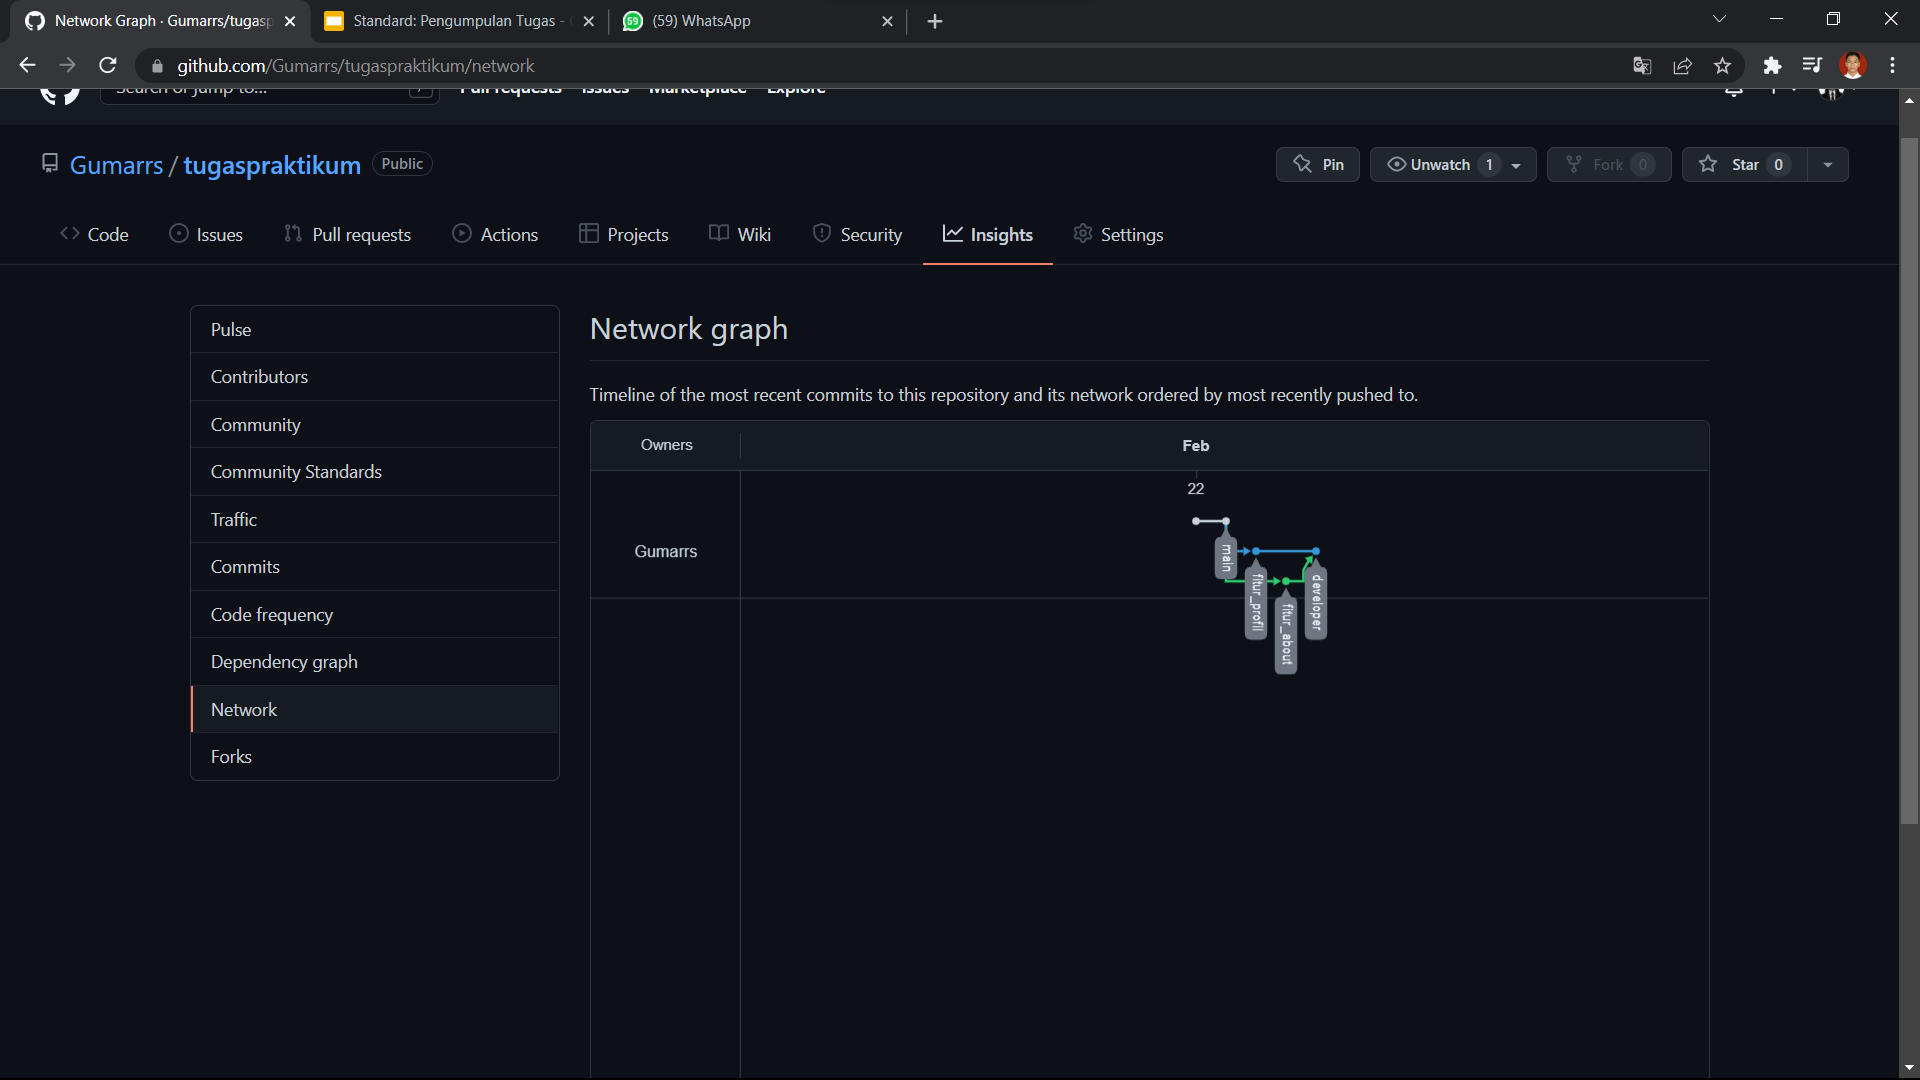 Network Graph · Gumarrs/tugasp
Standard: Pengumpulan Tugas -
59
(59) WhatsApp
github.com/Gumarrs/tugaspraktikum/network
Search or jump to...
/
Pull requests Issues Marketplace Explore
Gumarrs / tugaspraktikum Public
Pin
Unwatch 1
Fork 0
Star 0
Code
Issues
Pull requests
Actions
Projects
Wiki
Security
Insights
Settings
Pulse
Contributors
Community
Community Standards
Traffic
Commits
Code frequency
Dependency graph
Network
Forks
Network graph
Timeline of the most recent commits to this repository and its network ordered by most recently pushed to.
Owners
Feb
22
Gumarrs
main
fitur_profil
fitur_about
developer